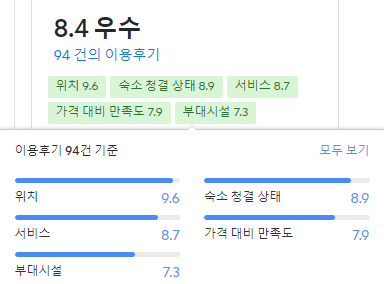 8.4 우수
94 건의 이용후기
위치 9.6 숙소 청결 상태 8.9 서비스 8.7
가격 대비 만족도 7.9 부대시설 7.3
이용후기 94건 기준 모두 보기
위치 9.6 숙소 청결 상태 8.9
서비스 8.7 가격 대비 만족도 7.9
부대시설 7.3